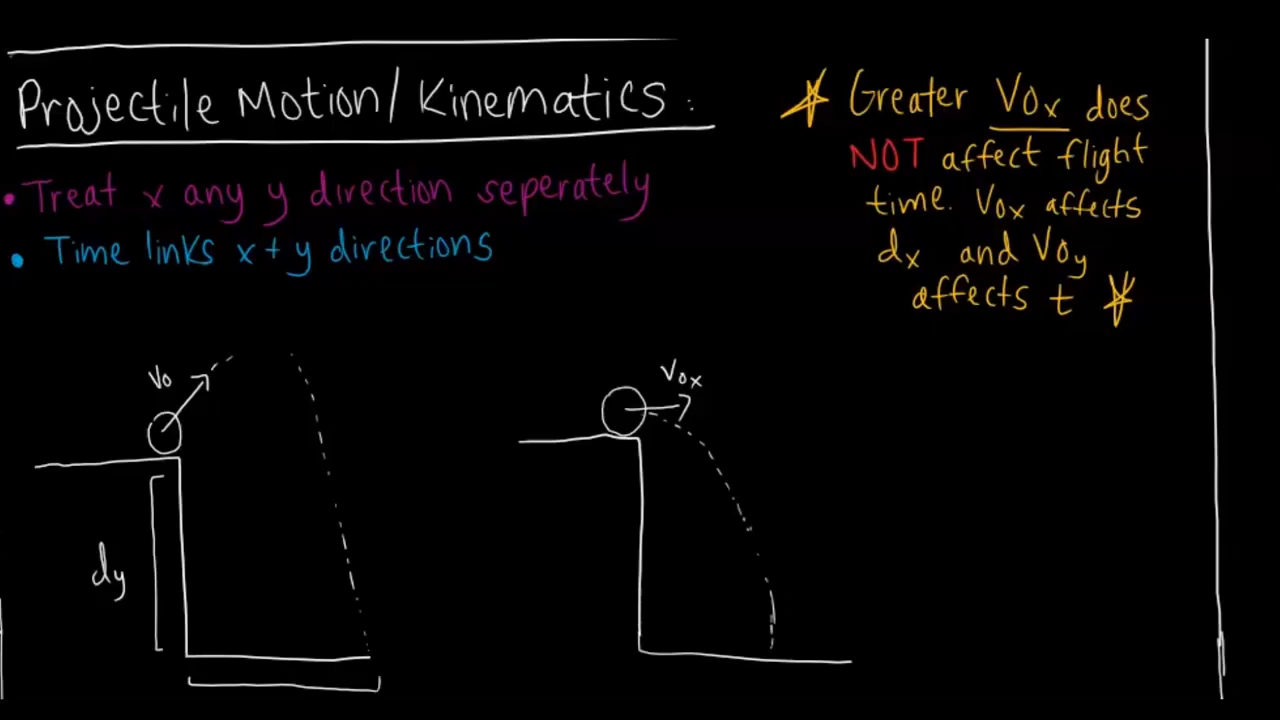 Projectile Motion/Kinematics:
• Treat x any y direction seperately
• Time links x + y directions
Greater Vox does
NOT affect flight
time. Vox affects
dx and Voy
affects t
Vo
dy
Vox